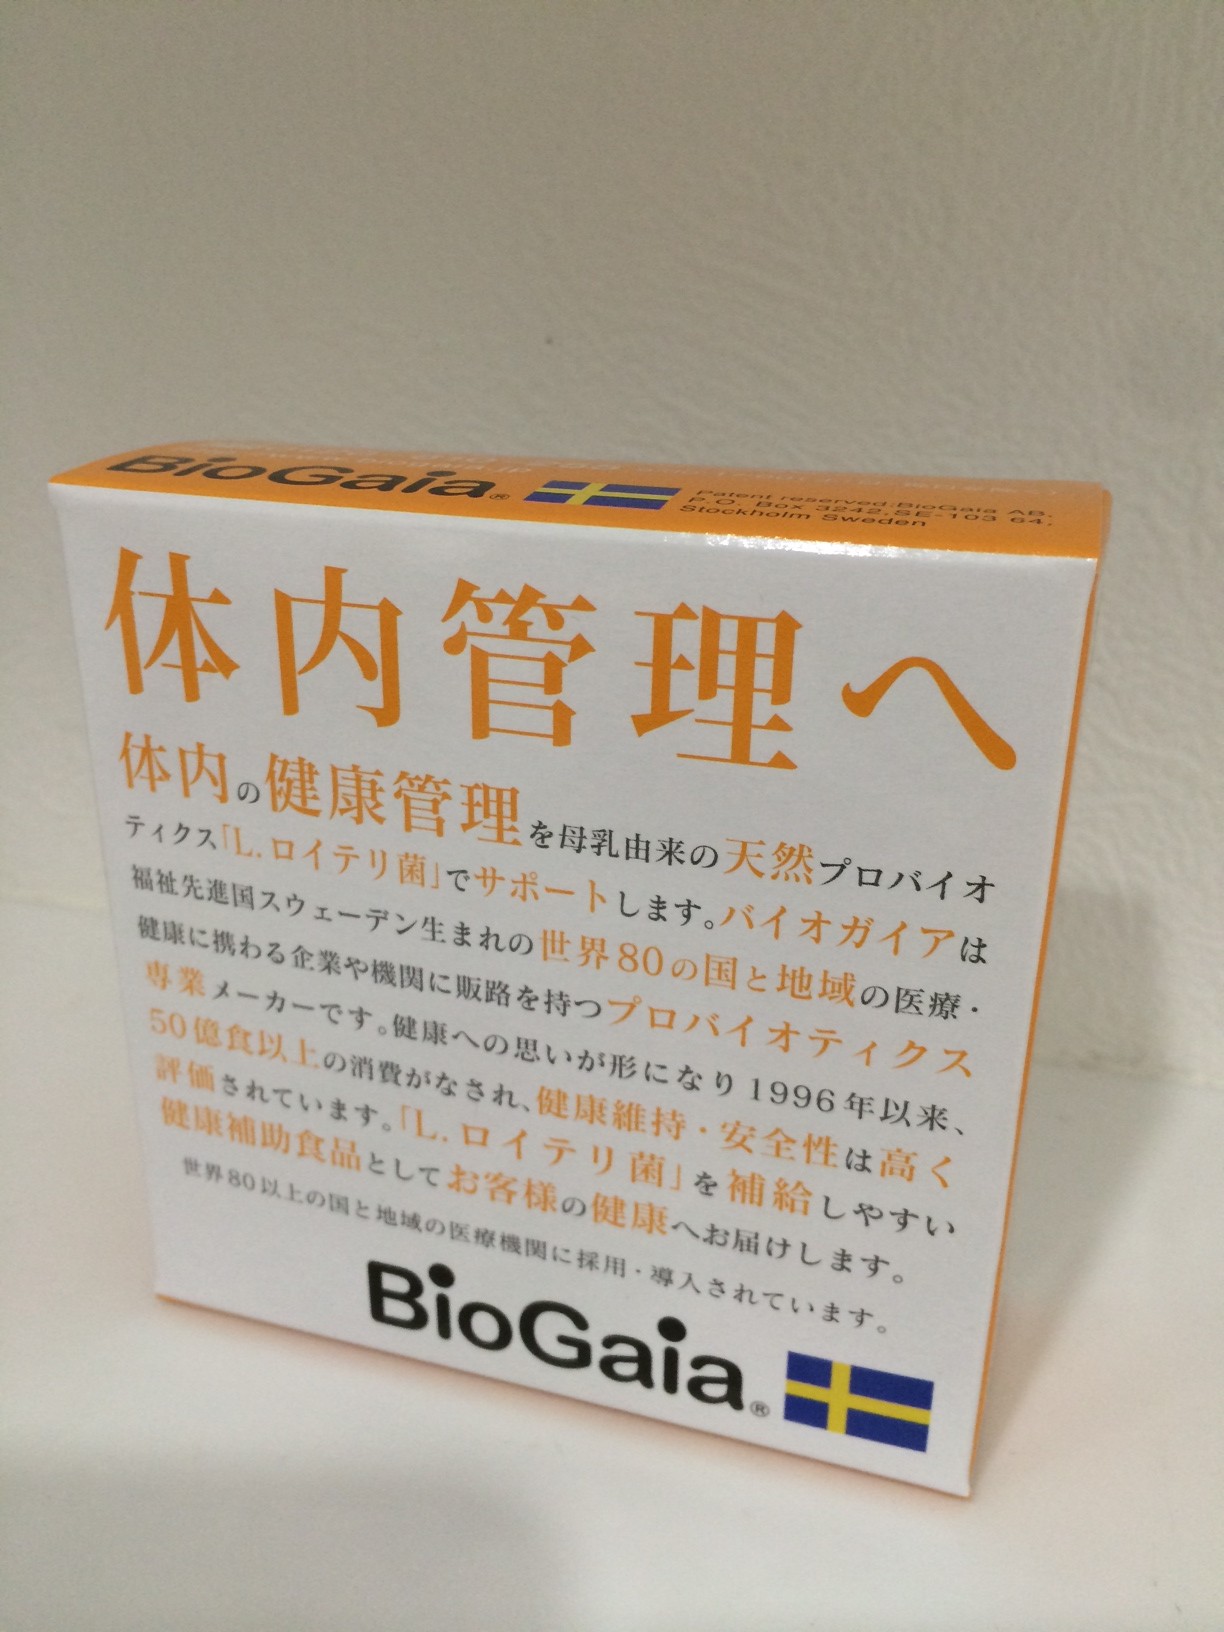 BioGaia®
Patent reserved:BioGaia AB.
P.O. Box 3242,SE-103 64.
Stockholm Sweden
体内管理へ
体内の健康管理を母乳由来の天然プロバイオ
ティクス「L.ロイテリ菌」でサポートします。バイオガイアは
福祉先進国スウェーデン生まれの世界80の国と地域の医療・
健康に携わる企業や機関に販路を持つプロバイオティクス
専業メーカーです。健康への思いが形になり1996年以来、
50億食以上の消費がなされ、健康維持・安全性は高く
評価されています。「L.ロイテリ菌」を補給しやすい
健康補助食品としてお客様の健康へお届けします。
世界80以上の国と地域の医療機関に採用・導入されています。
BioGaia®